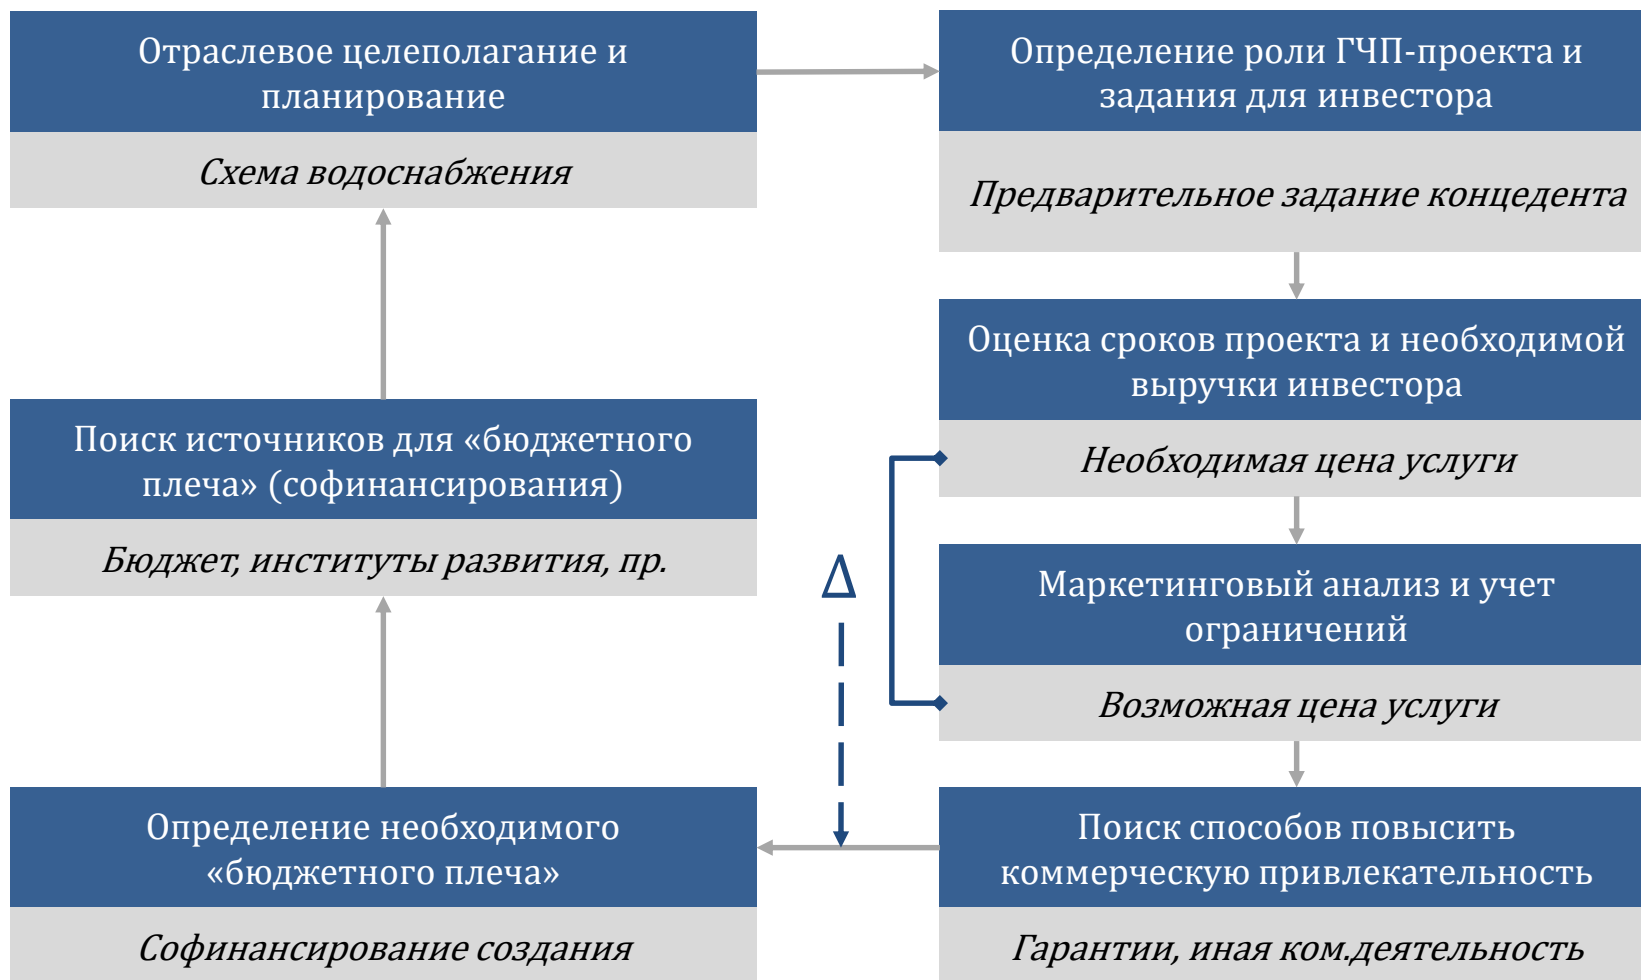 Отраслевое целеполагание и
планирование
Схема водоснабжения
Определение роли ГЧП-проекта и
задания для инвестора
Предварительное задание концедента
Оценка сроков проекта и необходимой
выручки инвестора
Необходимая цена услуги
Маркетинговый анализ и учет
ограничений
Возможная цена услуги
Поиск способов повысить
коммерческую привлекательность
Гарантии, иная ком.деятельность
Δ
Определение необходимого
«бюджетного плеча»
Софинансирование создания
Поиск источников для «бюджетного
плеча» (софинансирования)
Бюджет, институты развития, пр.